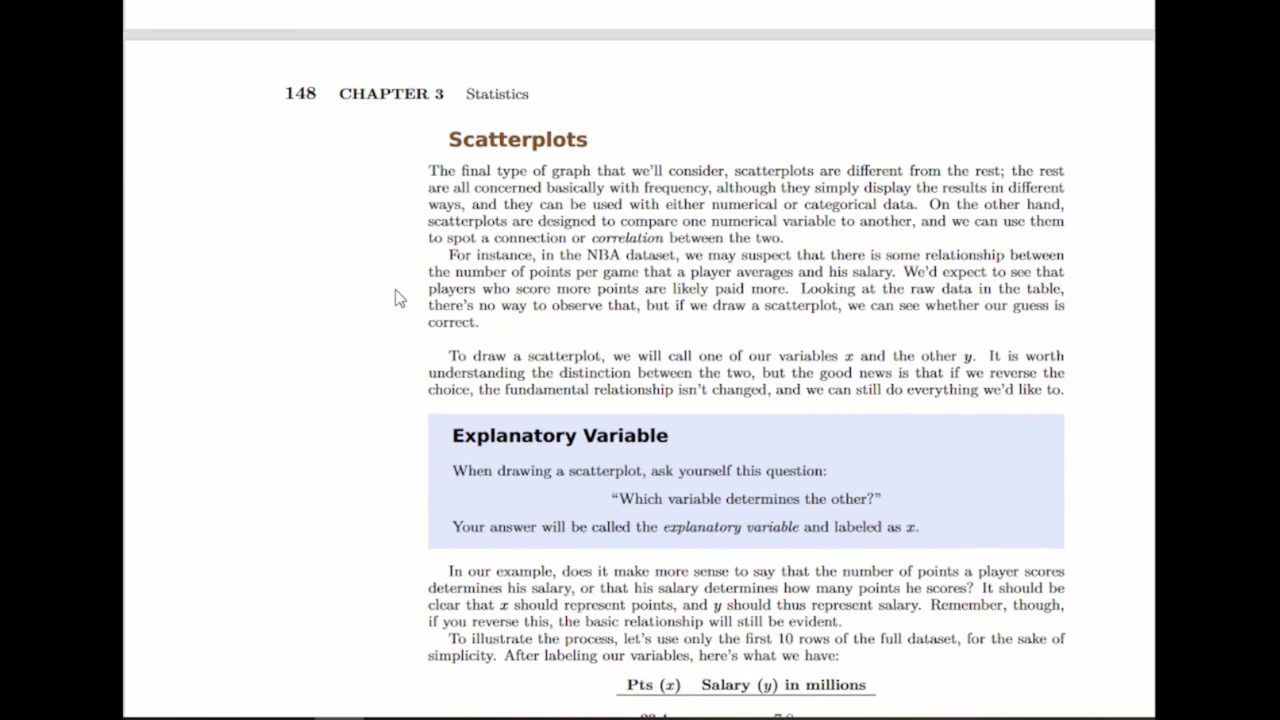 148 CHAPTER 3 Statistics
Scatterplots
The final type of graph that we'll consider, scatterplots are different from the rest; the rest
are all concerned basically with frequency, although they simply display the results in different
ways, and they can be used with either numerical or categorical data. On the other hand,
scatterplots are designed to compare one numerical variable to another, and we can use them
to spot a connection or correlation between the two.
For instance, in the NBA dataset, we may suspect that there is some relationship between
the number of points per game that a player averages and his salary. We'd expect to see that
players who score more points are likely paid more. Looking at the raw data in the table,
there's no way to observe that, but if we draw a scatterplot, we can see whether our guess is
correct.
To draw a scatterplot, we will call one of our variables x and the other y. It is worth
understanding the distinction between the two, but the good news is that if we reverse the
choice, the fundamental relationship isn't changed, and we can still do everything we'd like to.
Explanatory Variable
When drawing a scatterplot, ask yourself this question:
"Which variable determines the other?"
Your answer will be called the explanatory variable and labeled as x.
In our example, does it make more sense to say that the number of points a player scores
determines his salary, or that his salary determines how many points he scores? It should be
clear that x should represent points, and y should thus represent salary. Remember, though,
if you reverse this, the basic relationship will still be evident.
To illustrate the process, let's use only the first 10 rows of the full dataset, for the sake of
simplicity. After labeling our variables, here's what we have:
Pts (x) Salary (y) in millions